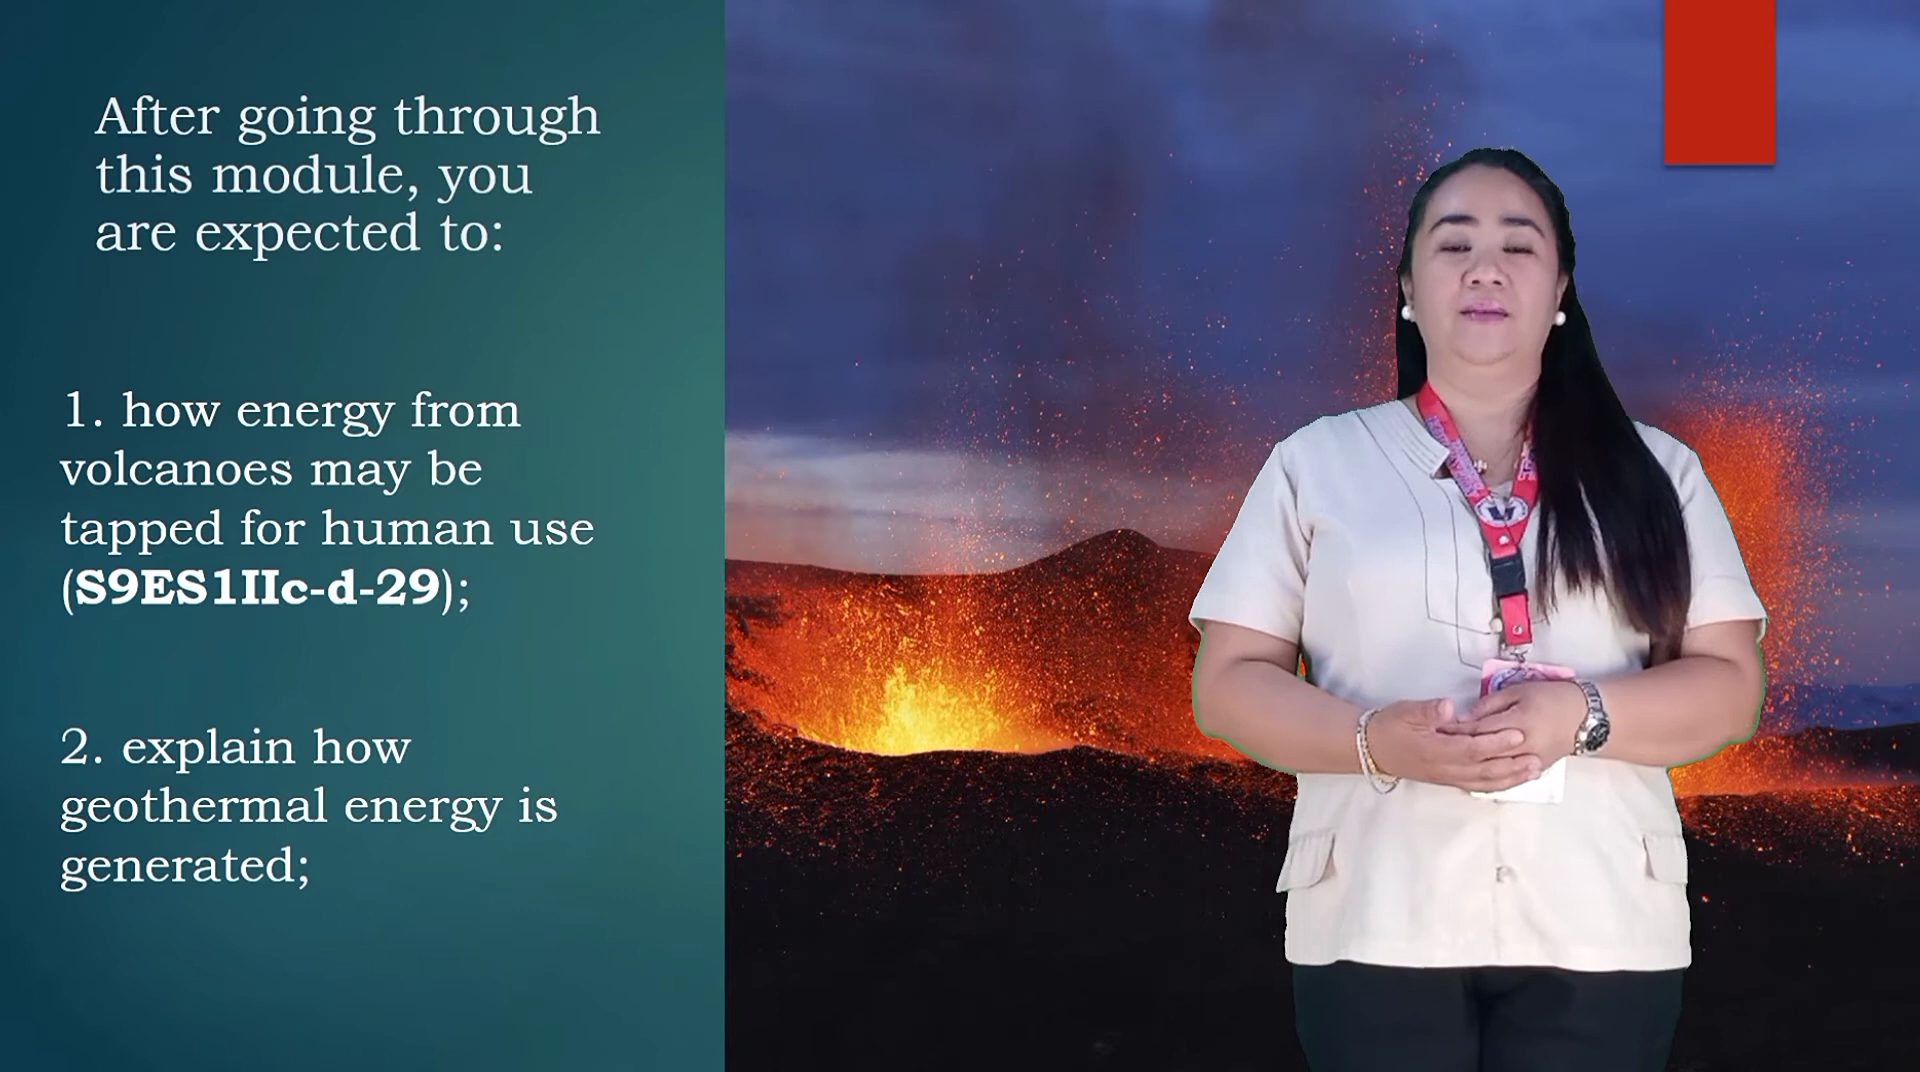 After going through
this module, you
are expected to:
1. how energy from
volcanoes may be
tapped for human use
(S9ES1IIc-d-29);
2. explain how
geothermal energy is
generated;